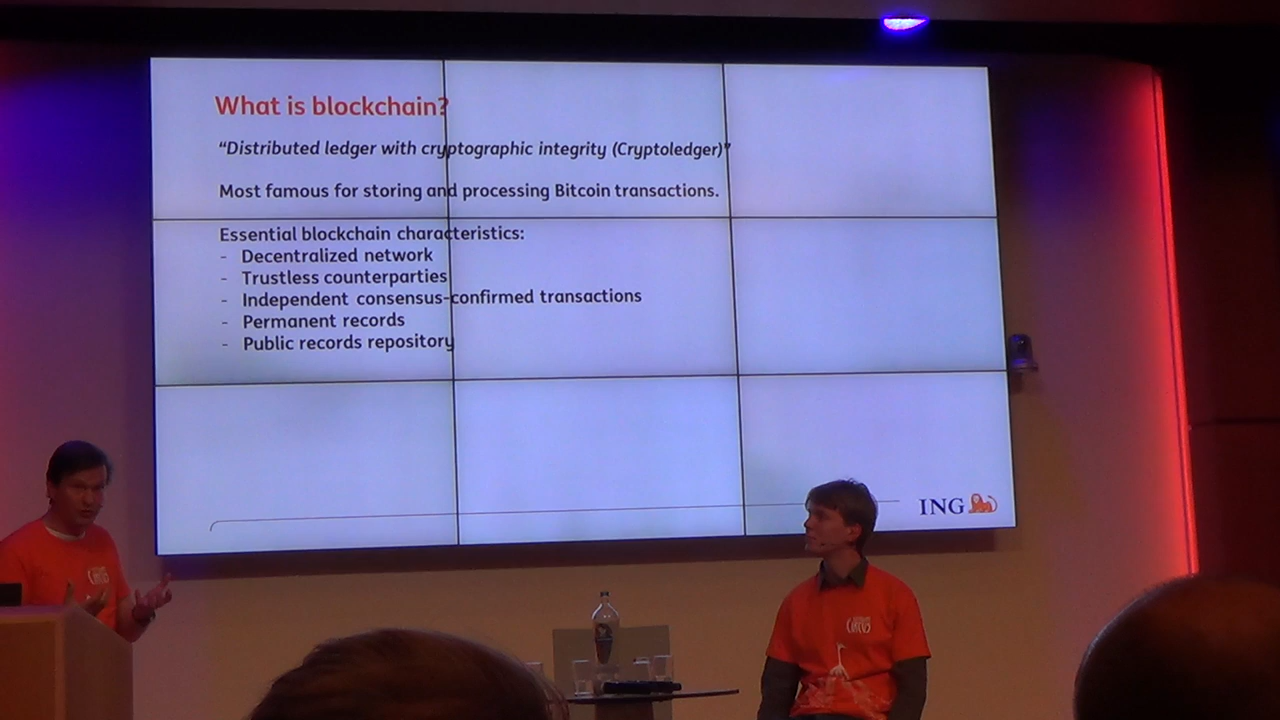 What is blockchain?
“Distributed ledger with cryptographic integrity (Cryptoledger)”
Most famous for storing and processing Bitcoin transactions.
Essential blockchain characteristics:
- Decentralized network
- Trustless counterparties
- Independent consensus-confirmed transactions
- Permanent records
- Public records repository
ING
CIRCUS